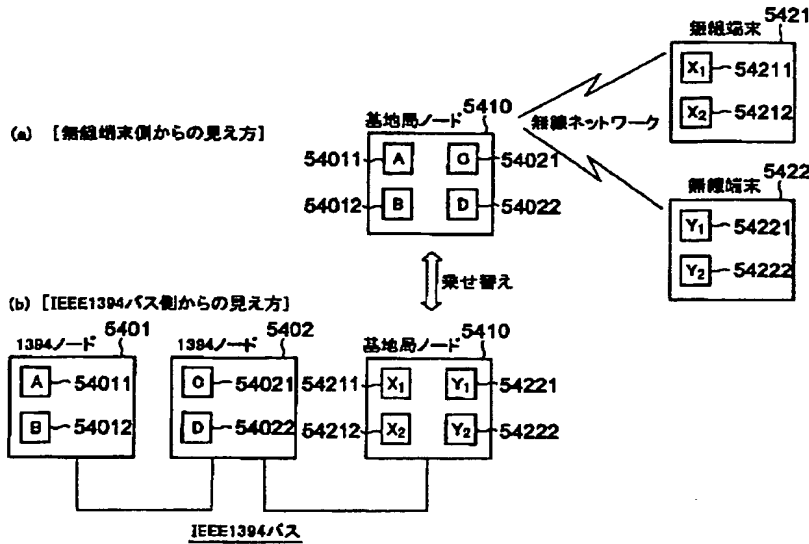 (a) [無線端末側からの見え方]
基地局ノード 5410
54011 A C 54021
54012 B D 54022
無線ネットワーク
無線端末 5421
X1 54211
X2 54212
無線端末 5422
Y1 54221
Y2 54222
乗せ替え
(b) [IEEE1394バス側からの見え方]
1394ノード 5401
A 54011
B 54012
1394ノード 5402
C 54021
D 54022
基地局ノード 5410
54211 X1 Y1 54221
54212 X2 Y2 54222
IEEE1394バス